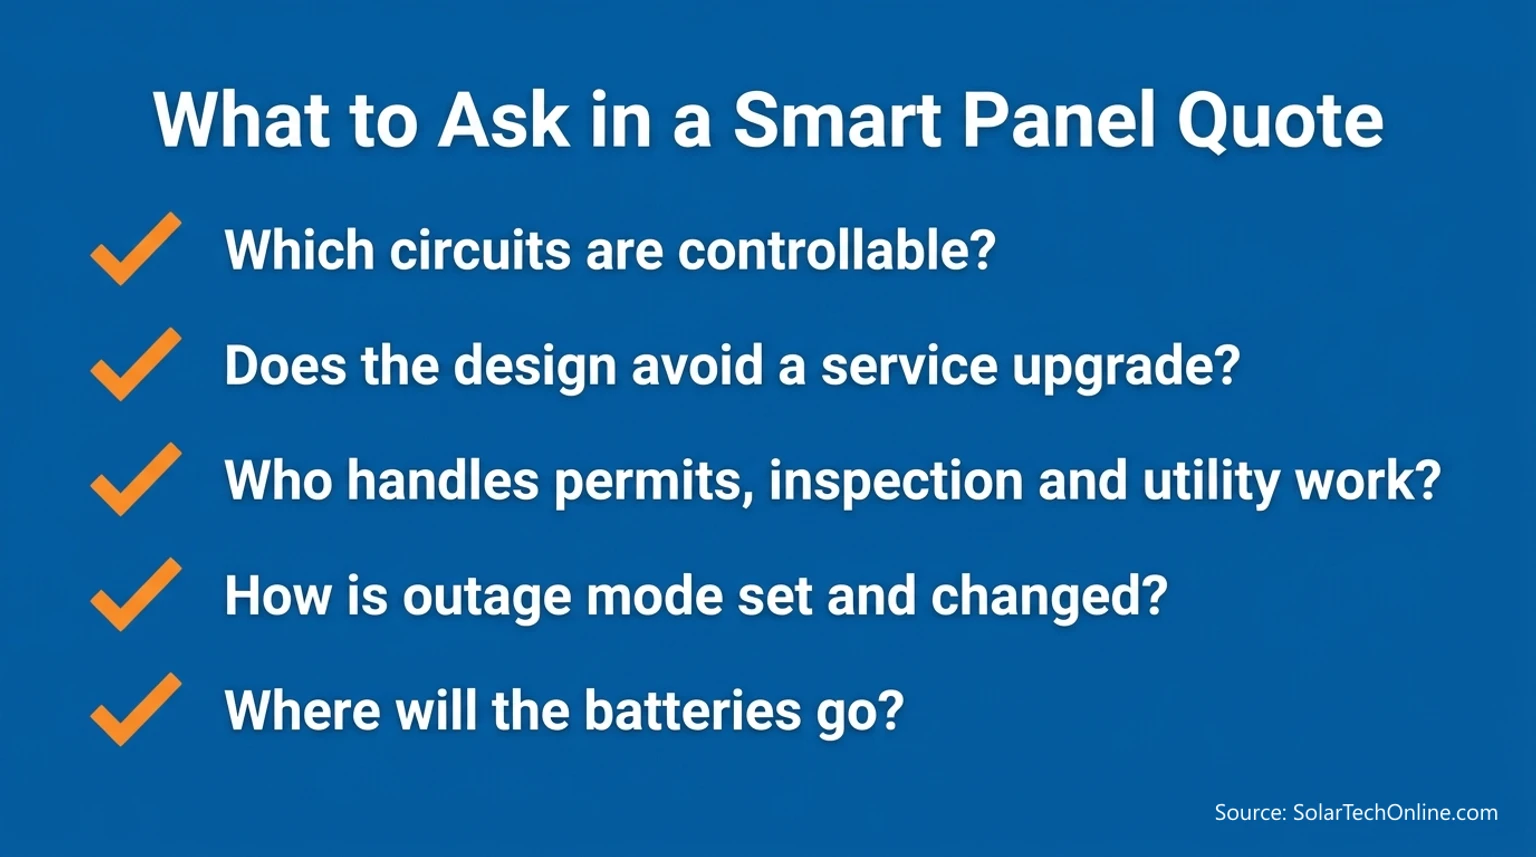 What to Ask in a Smart Panel Quote
Which circuits are controllable?
Does the design avoid a service upgrade?
Who handles permits, inspection and utility work?
How is outage mode set and changed?
Where will the batteries go?
Source: SolarTechOnline.com